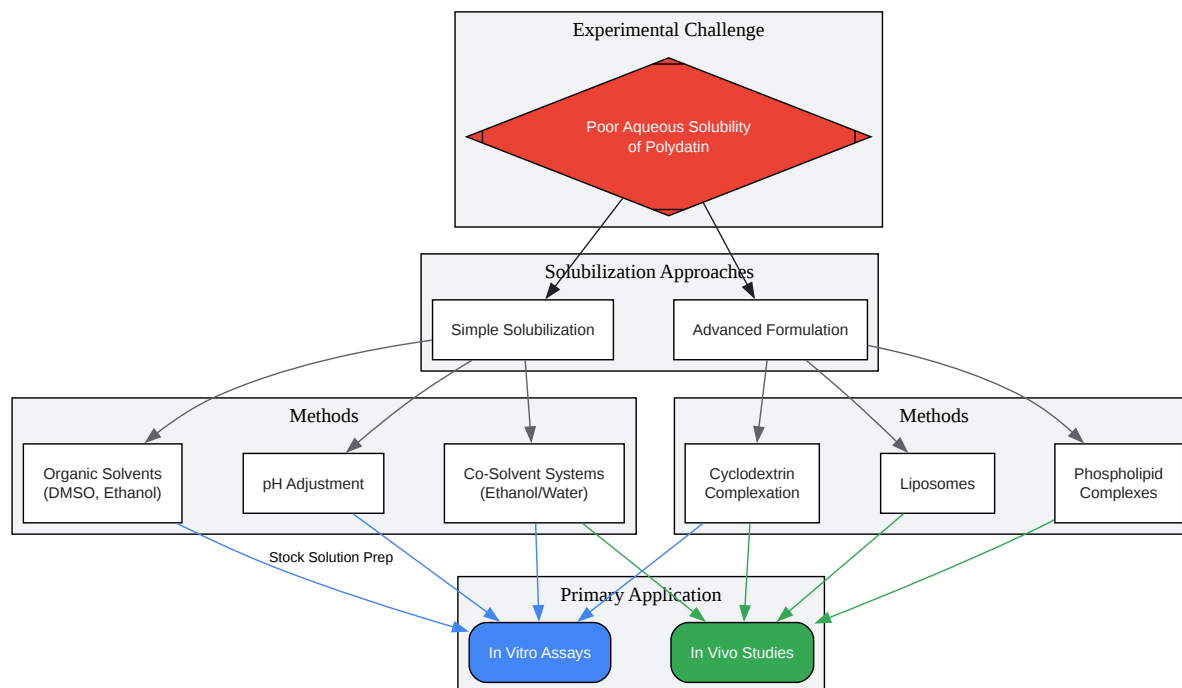 Experimental Challenge
Poor Aqueous Solubility
of Polydatin
Solubilization Approaches
Simple Solubilization
Advanced Formulation
Methods
Methods
Organic Solvents
(DMSO, Ethanol)
pH Adjustment
Co-Solvent Systems
(Ethanol/Water)
Cyclodextrin
Complexation
Liposomes
Phospholipid
Complexes
Stock Solution Prep
Primary Application
In Vitro Assays
In Vivo Studies